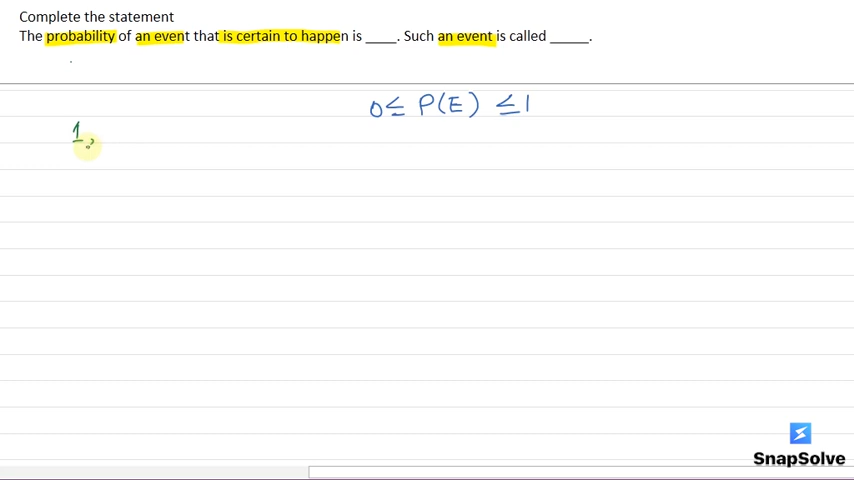 Complete the statement
The probability of an event that is certain to happen is ____. Such an event is called _____.
0 ≤ P(E) ≤ 1
1,
SnapSolve